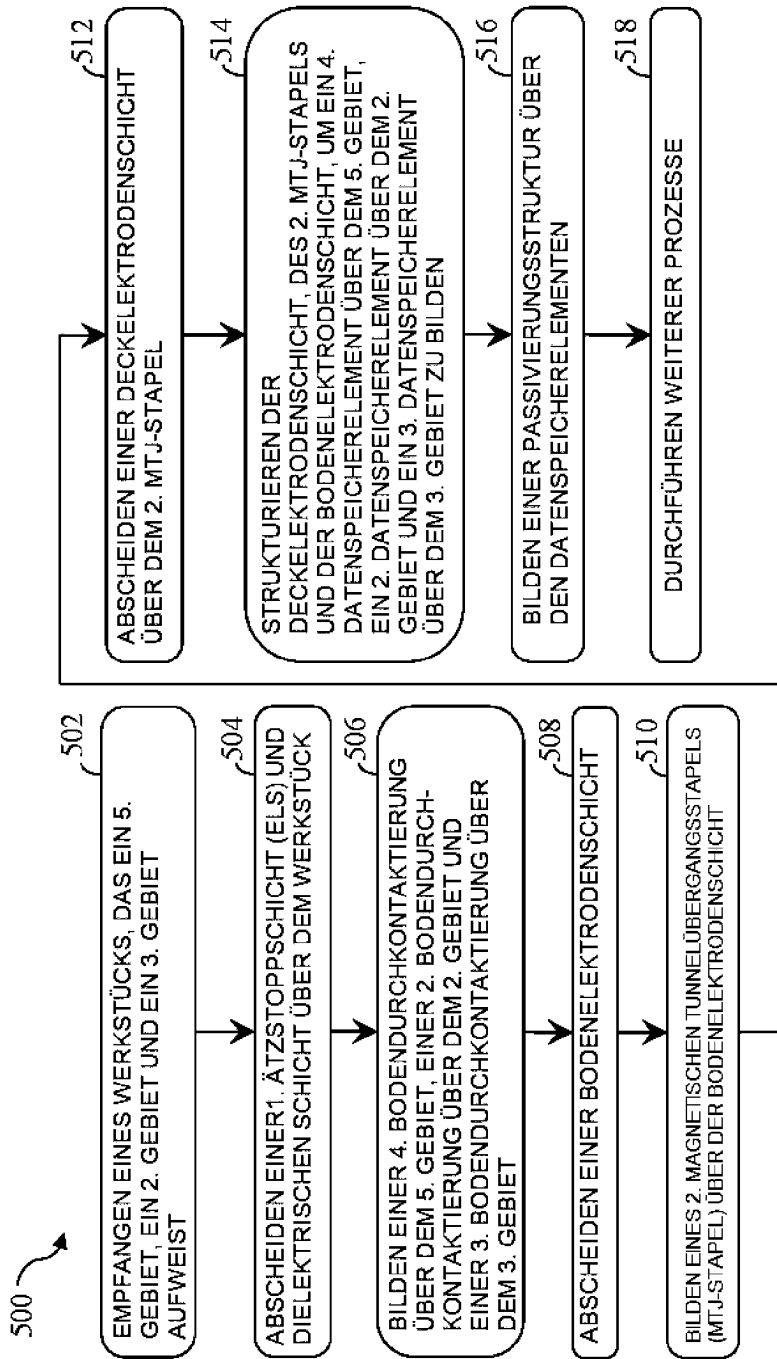 500
502
EMPFANGEN EINES WERKSTÜCKS, DAS EIN 5.
GEBIET, EIN 2. GEBIET UND EIN 3. GEBIET
AUFWEIST
504
ABSCHEIDEN EINER1. ÄTZSTOPPSCHICHT (ELS) UND
DIELEKTRISCHEN SCHICHT ÜBER DEM WERKSTÜCK
506
BILDEN EINER 4. BODENDURCHKONTAKTIERUNG
ÜBER DEM 5. GEBIET, EINER 2. BODENDURCH-
KONTAKTIERUNG ÜBER DEM 2. GEBIET UND
EINER 3. BODENDURCHKONTAKTIERUNG ÜBER
DEM 3. GEBIET
508
ABSCHEIDEN EINER BODENELEKTRODENSCHICHT
510
BILDEN EINES 2. MAGNETISCHEN TUNNELÜBERGANGSSTAPELS
(MTJ-STAPEL) ÜBER DER BODENELEKTRODENSCHICHT
512
ABSCHEIDEN EINER DECKELEKTRODENSCHICHT
ÜBER DEM 2. MTJ-STAPEL
514
STRUKTURIEREN DER
DECKELEKTRODENSCHICHT, DES 2. MTJ-STAPELS
UND DER BODENELEKTRODENSCHICHT, UM EIN 4.
DATENSPEICHERELEMENT ÜBER DEM 5. GEBIET,
EIN 2. DATENSPEICHERELEMENT ÜBER DEM 2.
GEBIET UND EIN 3. DATENSPEICHERELEMENT
ÜBER DEM 3. GEBIET ZU BILDEN
516
BILDEN EINER PASSIVIERUNGSSTRUKTUR ÜBER
DEN DATENSPEICHERELEMENTEN
518
DURCHFÜHREN WEITERER PROZESSE